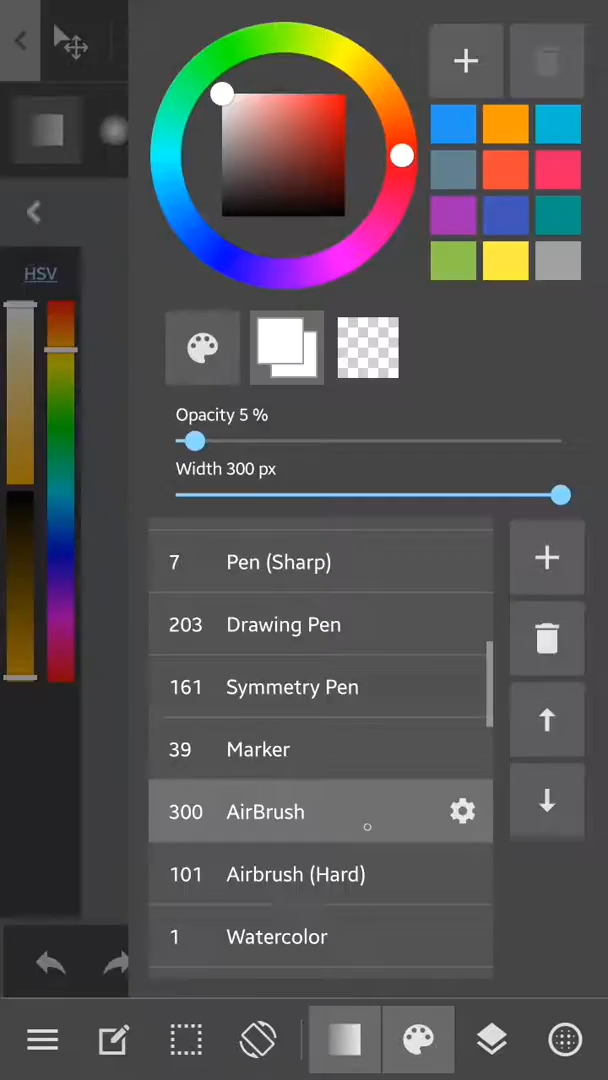 HSV
Opacity 5 %
Width 300 px
7 Pen (Sharp)
203 Drawing Pen
161 Symmetry Pen
39 Marker
300 AirBrush
101 Airbrush (Hard)
1 Watercolor